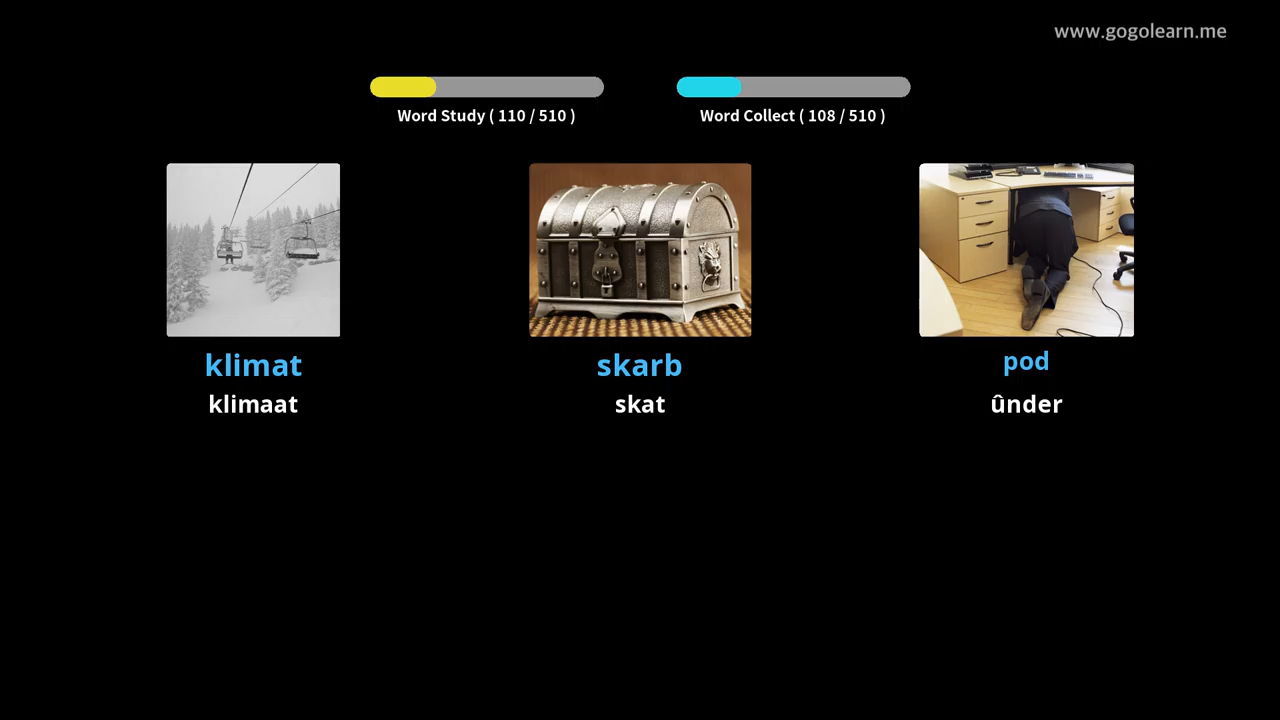 www.gogolearn.me
Word Study ( 110 / 510 )
Word Collect ( 108 / 510 )
klimat
klimaat
skarb
skat
pod
ûnder